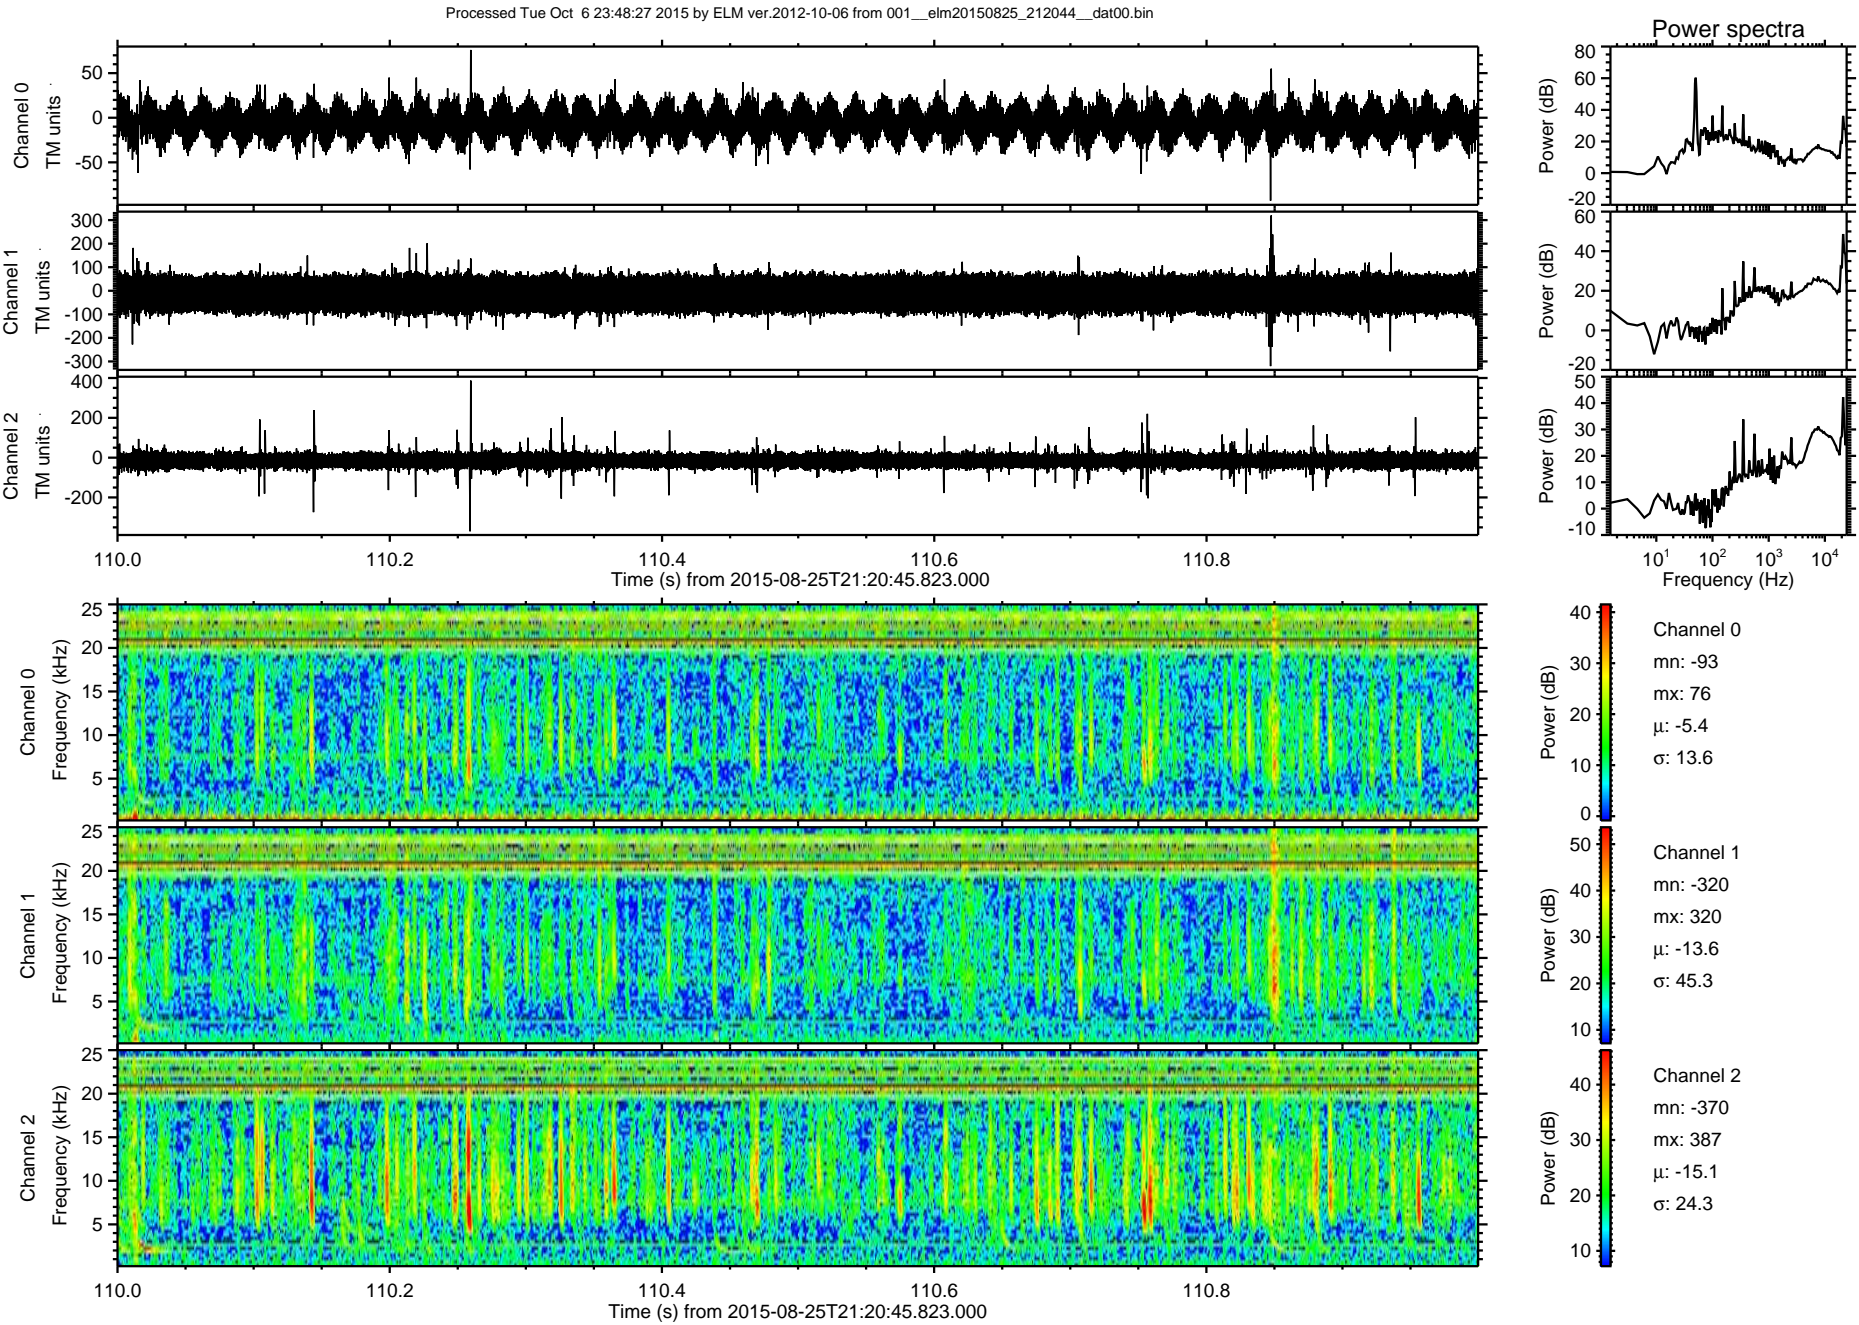 Processed Tue Oct  6 23:48:27 2015 by ELM ver.2012-10-06 from 001__elm20150825_212044__dat00.bin
Power spectra
Channel 0
TM units
50
0
-50
Power (dB)
80
60
40
20
0
-20
Channel 1
TM units
300
200
100
0
-100
-200
-300
Power (dB)
60
40
20
0
-20
Channel 2
TM units
400
200
0
-200
Power (dB)
50
40
30
20
10
0
-10
110.0 110.2 110.4 110.6 110.8
Time (s) from 2015-08-25T21:20:45.823.000
10¹ 10² 10³ 10⁴
Frequency (Hz)
Channel 0
Frequency (kHz)
25
20
15
10
5
Power (dB)
40
30
20
10
0
Channel 0
mn: -93
mx: 76
μ: -5.4
σ: 13.6
Channel 1
Frequency (kHz)
25
20
15
10
5
Power (dB)
50
40
30
20
10
Channel 1
mn: -320
mx: 320
μ: -13.6
σ: 45.3
Channel 2
Frequency (kHz)
25
20
15
10
5
Power (dB)
40
30
20
10
Channel 2
mn: -370
mx: 387
μ: -15.1
σ: 24.3
110.0 110.2 110.4 110.6 110.8
Time (s) from 2015-08-25T21:20:45.823.000